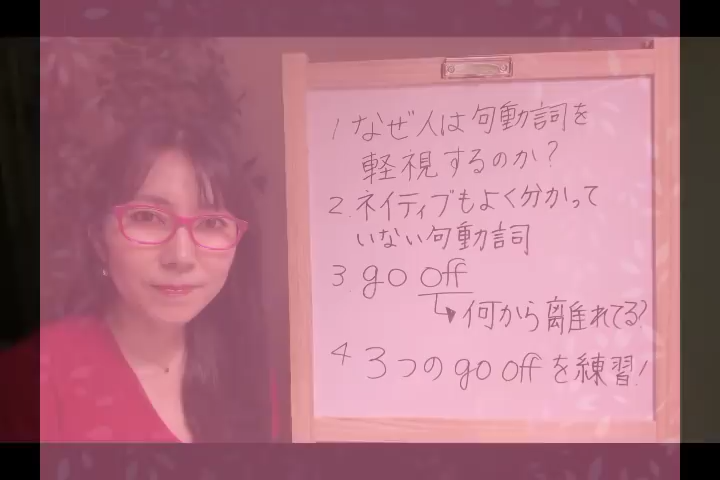 1 なぜ人は句動詞を
軽視するのか?
2. ネイティブもよく分かって
いない句動詞
3. go off
↳ 何から離れてる?
4 3つのgo offを練習!